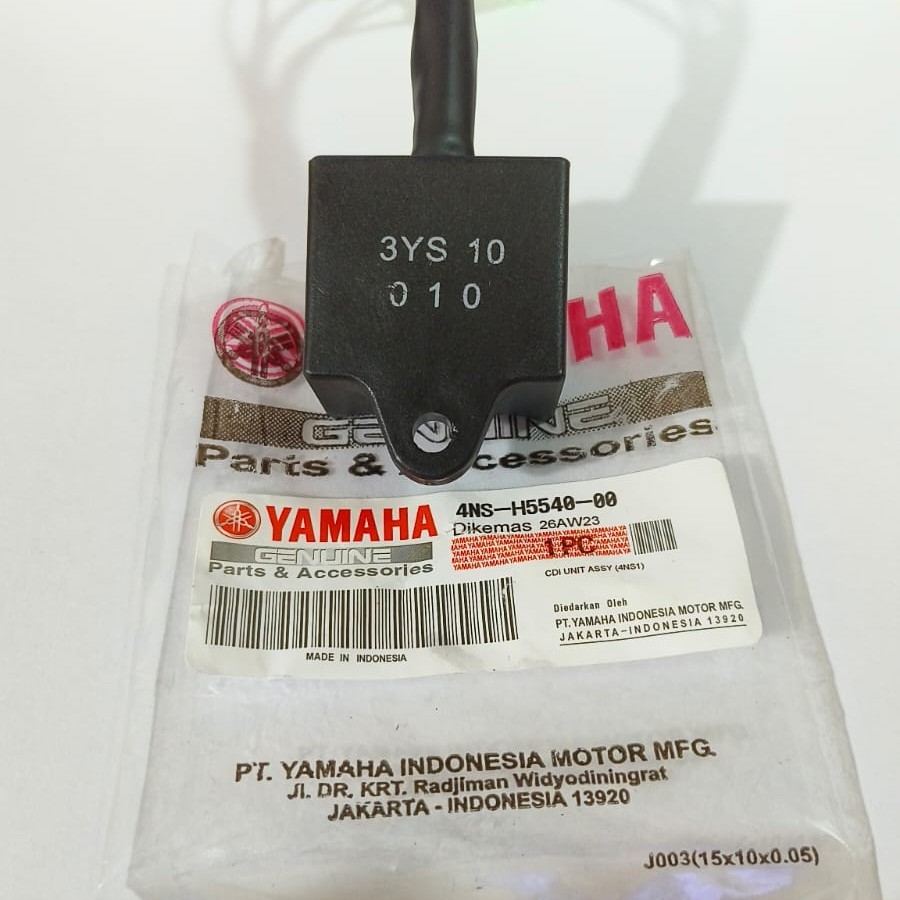 3YS 10
0 1 0
HA
GENUINE
Parts & Accessories
YAMAHA
GENUINE
Parts & Accessories
4NS-H5540-00
Dikemas 26AW23
1 PC
CDI UNIT ASSY (4NS1)
MADE IN INDONESIA
Diedarkan Oleh
PT. YAMAHA INDONESIA MOTOR MFG.
JAKARTA-INDONESIA 13920
PT. YAMAHA INDONESIA MOTOR MFG.
Jl. DR. KRT. Radjiman Widyodiningrat
JAKARTA - INDONESIA 13920
J003(15x10x0.05)